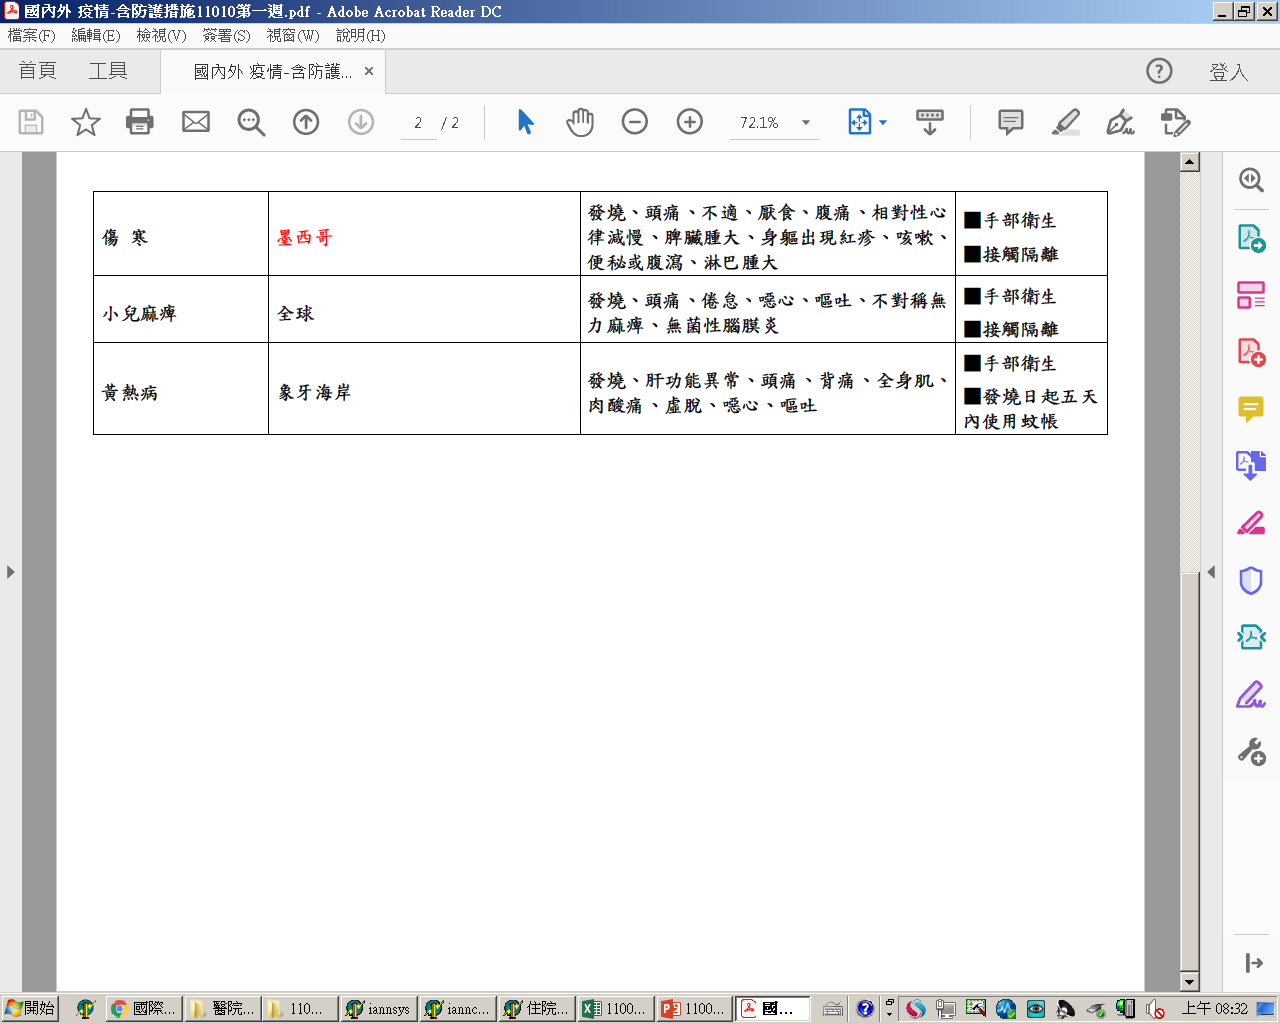 國內外 疫情-含防護措施11010第一週.pdf - Adobe Acrobat Reader DC
檔案(F) 編輯(E) 檢視(V) 簽署(S) 視窗(W) 說明(H)
首頁 工具 國內外 疫情-含防護... × 登入
2 / 2 72.1%
傷 寒
墨西哥
發燒、頭痛、不適、厭食、腹痛、相對性心
律減慢、脾臟腫大、身軀出現紅疹、咳嗽、
便秘或腹瀉、淋巴腫大
■手部衛生
■接觸隔離
小兒麻痺
全球
發燒、頭痛、倦怠、噁心、嘔吐、不對稱無
力麻痺、無菌性腦膜炎
■手部衛生
■接觸隔離
黃熱病
象牙海岸
發燒、肝功能異常、頭痛、背痛、全身肌、
肉酸痛、虛脫、噁心、嘔吐
■手部衛生
■發燒日起五天
內使用蚊帳
開始 國際... 醫院... 110... iannsys iannc... 住院... 1100... 1100... 國... 上午 08:32